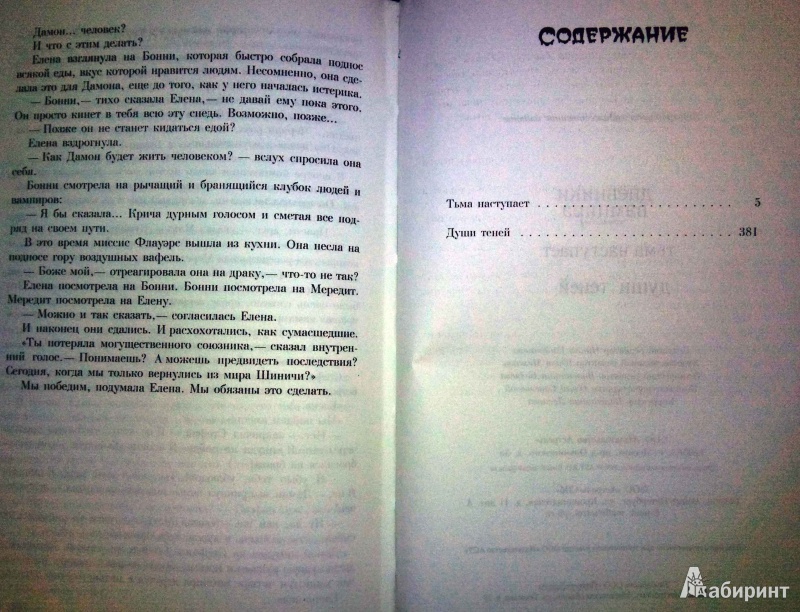 Дамон... человек?
И что с этим делать?
Елена взглянула на Бонни, которая быстро собрала поднос
всякой еды, вкус которой нравится людям. Несомненно, она сде-
лала это для Дамона, еще до того, как у него началась истерика.
— Бонни,— тихо сказала Елена,— не давай ему пока этого.
Он просто кинет в тебя всю эту снедь. Возможно, позже...
— Позже он не станет кидаться едой?
Елена вздрогнула.
— Как Дамон будет жить человеком? — вслух спросила она
себя.
Бонни смотрела на рычащий и бранящийся клубок людей и
вампиров:
— Я бы сказала... Крича дурным голосом и сметая все под-
ряд на своем пути.
В это время миссис Флауэрс вышла из кухни. Она несла на
подносе гору воздушных вафель.
— Боже мой,— отреагировала она на драку,— что-то не так?
Елена посмотрела на Бонни. Бонни посмотрела на Мередит.
Мередит посмотрела на Елену.
— Можно и так сказать,— согласилась Елена.
И наконец они сдались. И расхохотались, как сумасшедшие.
«Ты потеряла могущественного союзника,— сказал внутрен-
ний голос.— Понимаешь? А можешь предвидеть последствия?
Сегодня, когда мы только вернулись из мира Шиничи?»
Мы победим, подумала Елена. Мы обязаны это сделать.
СОДЕРЖАНИЕ
Тьма наступает . . . . . . . . . . . . . . . . . . . . . . . . 5
Души теней . . . . . . . . . . . . . . . . . . . . . . . . . 381
Лабиринт